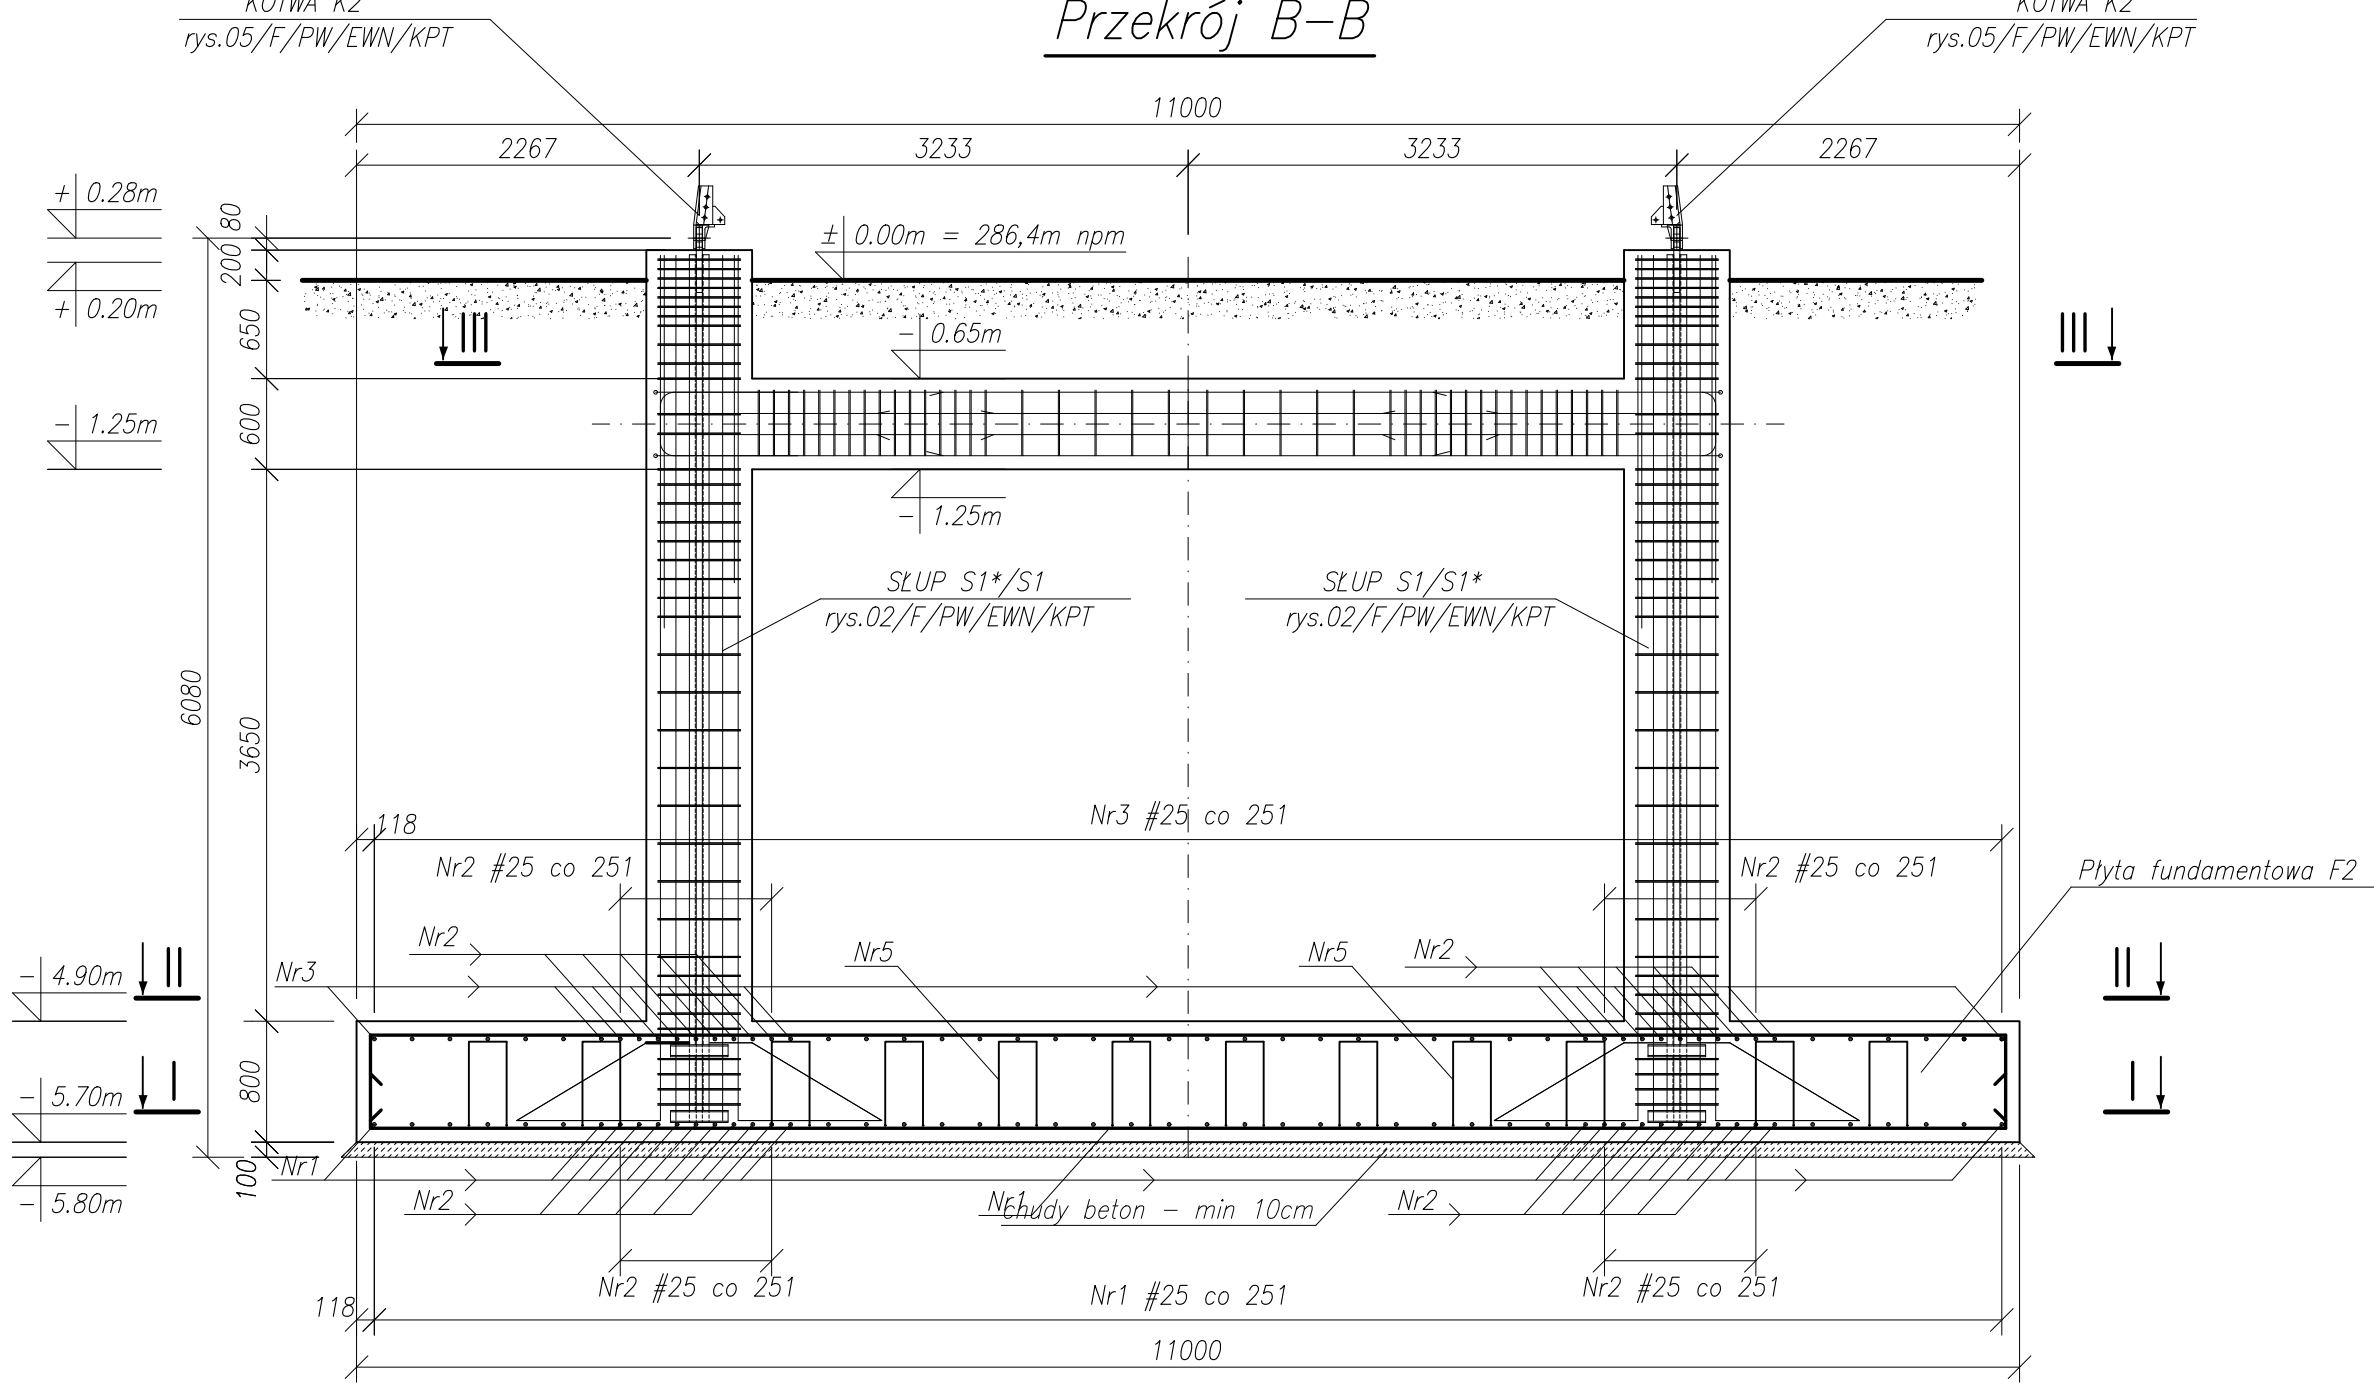 KOTWA K2
rys.05/F/PW/EWN/KPT
Przekrój B-B
KOTWA K2
rys.05/F/PW/EWN/KPT
11000
2267
3233
3233
2267
+ 0.28m
80
± 0.00m = 286,4m npm
200
+ 0.20m
650
III
- 0.65m
III
- 1.25m
600
- 1.25m
SŁUP S1*/S1
rys.02/F/PW/EWN/KPT
SŁUP S1/S1*
rys.02/F/PW/EWN/KPT
6080
3650
118
Nr3 #25 co 251
Nr2 #25 co 251
Nr2 #25 co 251
Płyta fundamentowa F2
Nr2
Nr5
Nr5
Nr2
- 4.90m
II
Nr3
II
- 5.70m
I
800
I
100
Nr1
- 5.80m
Nr2
Nr1
chudy beton - min 10cm
Nr2
Nr2 #25 co 251
Nr2 #25 co 251
118
Nr1 #25 co 251
11000